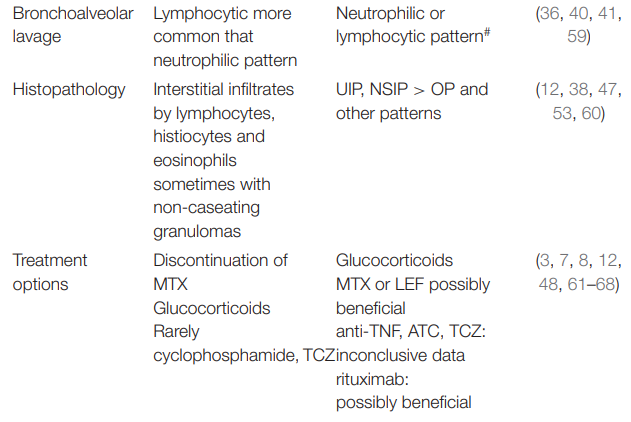 Bronchoalveolar lavage
Lymphocytic more common that neutrophilic pattern
Neutrophilic or lymphocytic pattern#
(36, 40, 41, 59)
Histopathology
Interstitial infiltrates by lymphocytes, histiocytes and eosinophils sometimes with non-caseating granulomas
UIP, NSIP > OP and other patterns
(12, 38, 47, 53, 60)
Treatment options
Discontinuation of MTX
Glucocorticoids
Rarely cyclophosphamide, TCZ
Glucocorticoids
MTX or LEF possibly beneficial
anti-TNF, ATC, TCZ: inconclusive data
rituximab: possibly beneficial
(3, 7, 8, 12, 48, 61–68)